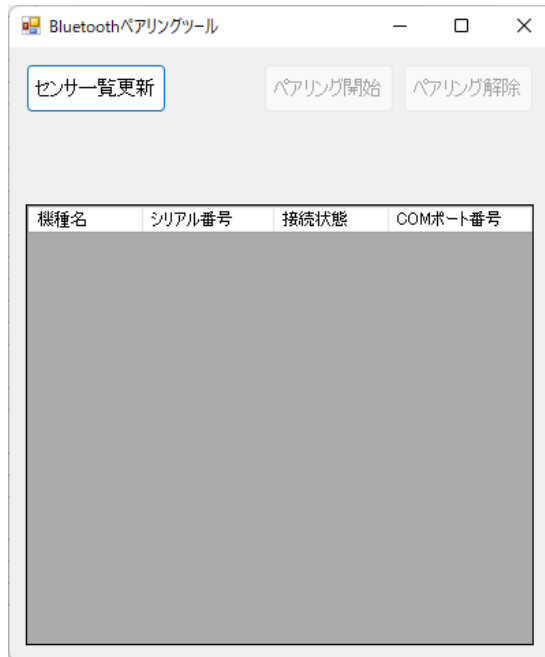 Bluetoothペアリングツール
センサ一覧更新 ペアリング開始 ペアリング解除
機種名 シリアル番号 接続状態 COMポート番号